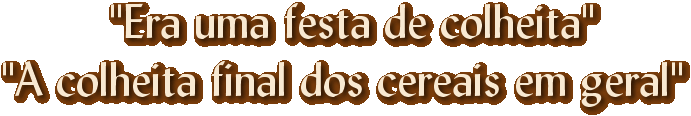 "Era uma festa de colheita"
"A colheita final dos cereais em geral"